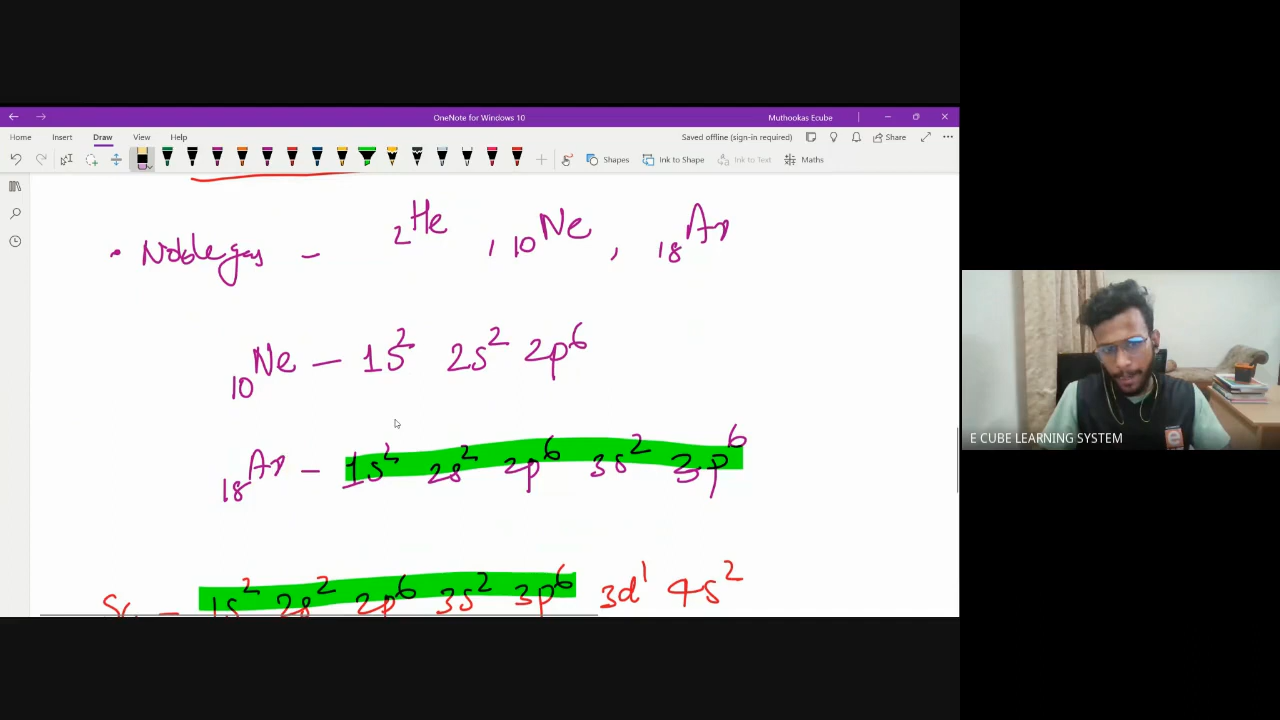 OneNote for Windows 10
Muthookas Ecube
Home Insert Draw View Help
Saved offline (sign-in required) Share
Shapes Ink to Shape Ink to Text Maths
• Noble gas – ₂He , ₁₀Ne , ₁₈Ar
₁₀Ne – 1s² 2s² 2p⁶
₁₈Ar – 1s² 2s² 2p⁶ 3s² 3p⁶
Sc – 1s² 2s² 2p⁶ 3s² 3p⁶ 3d¹ 4s²
E CUBE LEARNING SYSTEM